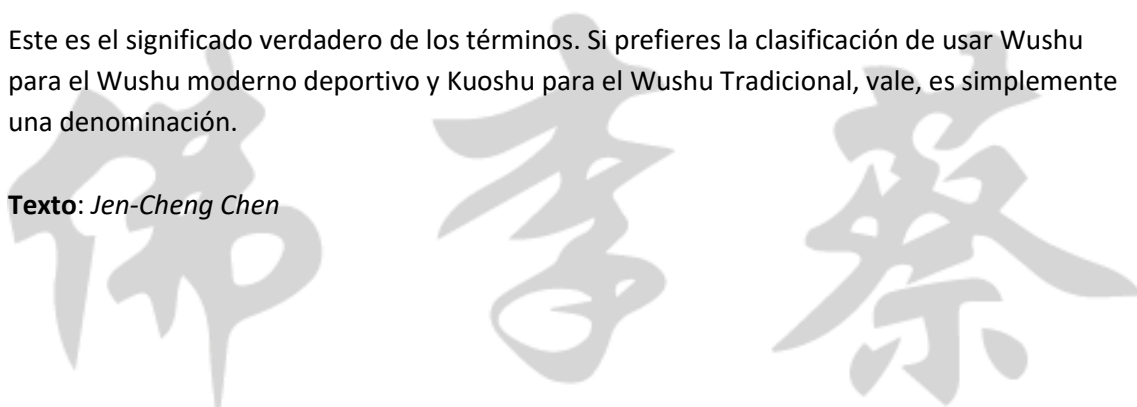 Este es el significado verdadero de los términos. Si prefieres la clasificación de usar Wushu
para el Wushu moderno deportivo y Kuoshu para el Wushu Tradicional, vale, es simplemente
una denominación.
Texto: Jen-Cheng Chen
佛李蔡